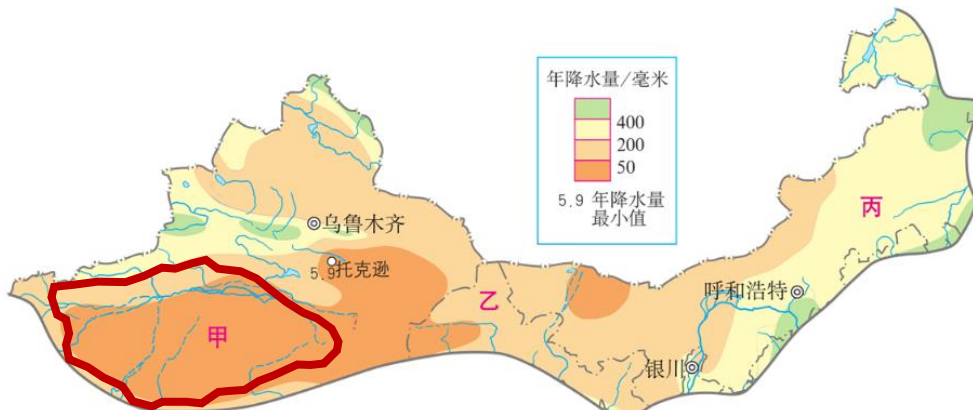 年降水量/毫米
400
200
50
5.9 年降水量
最小值
乌鲁木齐
5.9
托克逊
甲
乙
丙
呼和浩特
银川